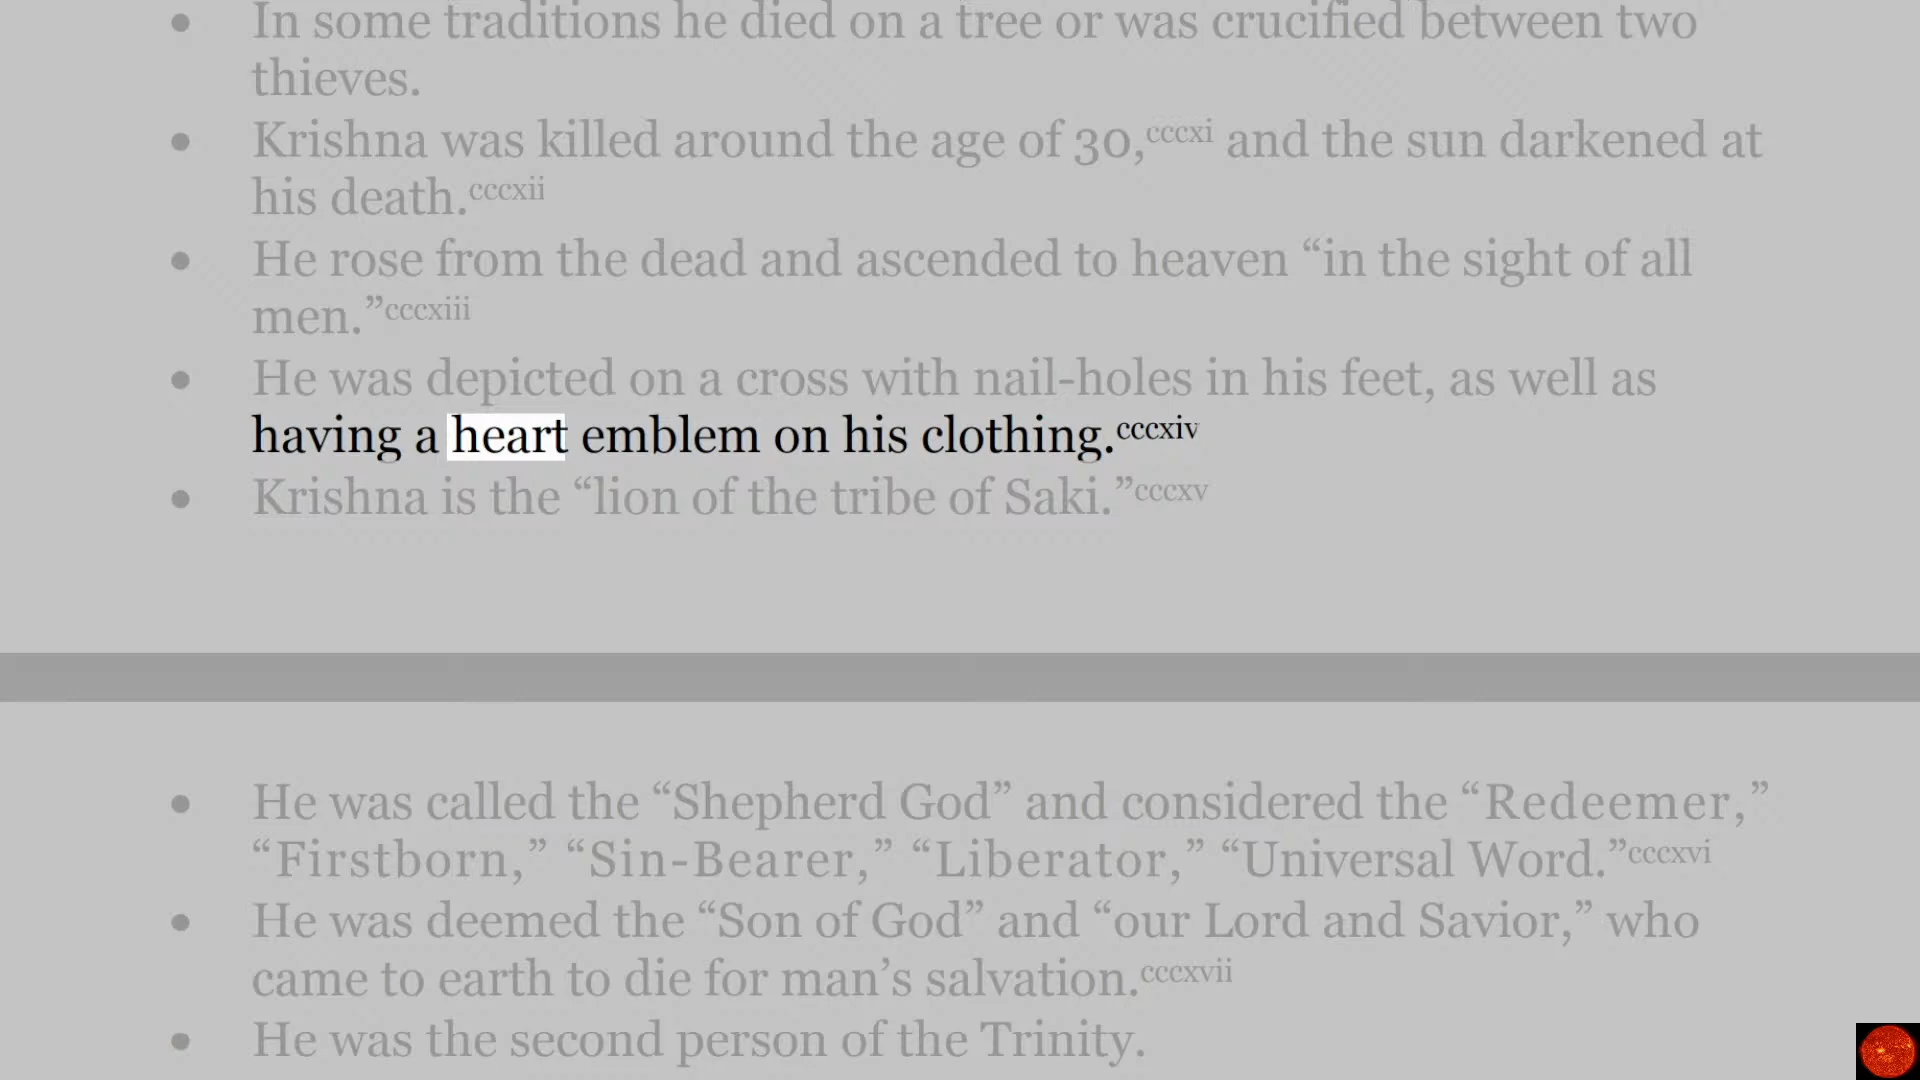 • In some traditions he died on a tree or was crucified between two
thieves.
• Krishna was killed around the age of 30,cccxi and the sun darkened at
his death.cccxii
• He rose from the dead and ascended to heaven “in the sight of all
men.”cccxiii
• He was depicted on a cross with nail-holes in his feet, as well as
having a heart emblem on his clothing.cccxiv
• Krishna is the “lion of the tribe of Saki.”cccxv
• He was called the “Shepherd God” and considered the “Redeemer,”
“Firstborn,” “Sin-Bearer,” “Liberator,” “Universal Word.”cccxvi
• He was deemed the “Son of God” and “our Lord and Savior,” who
came to earth to die for man’s salvation.cccxvii
• He was the second person of the Trinity.